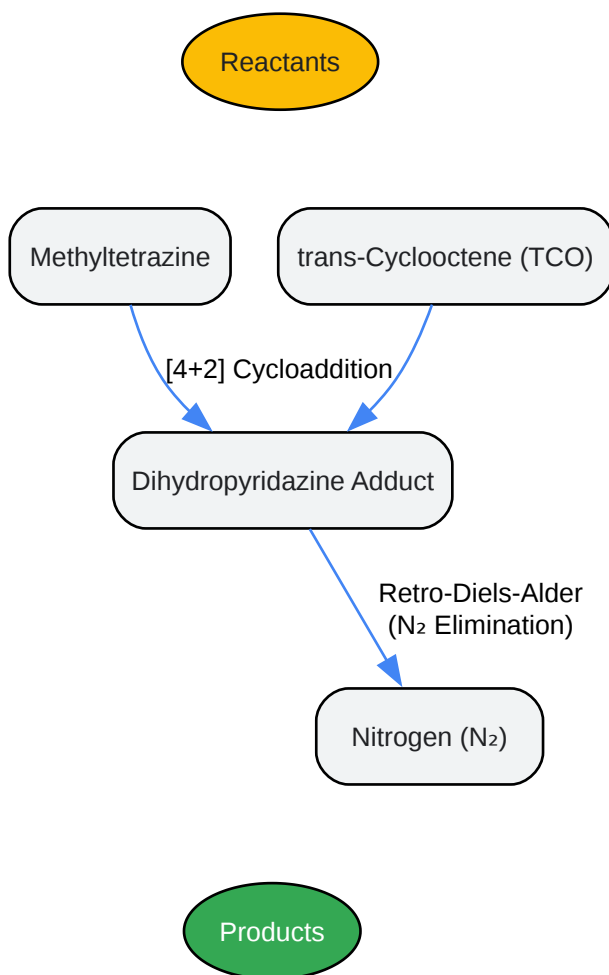 Reactants
Methyltetrazine
trans-Cyclooctene (TCO)
[4+2] Cycloaddition
Dihydropyridazine Adduct
Retro-Diels-Alder
(N₂ Elimination)
Nitrogen (N₂)
Products